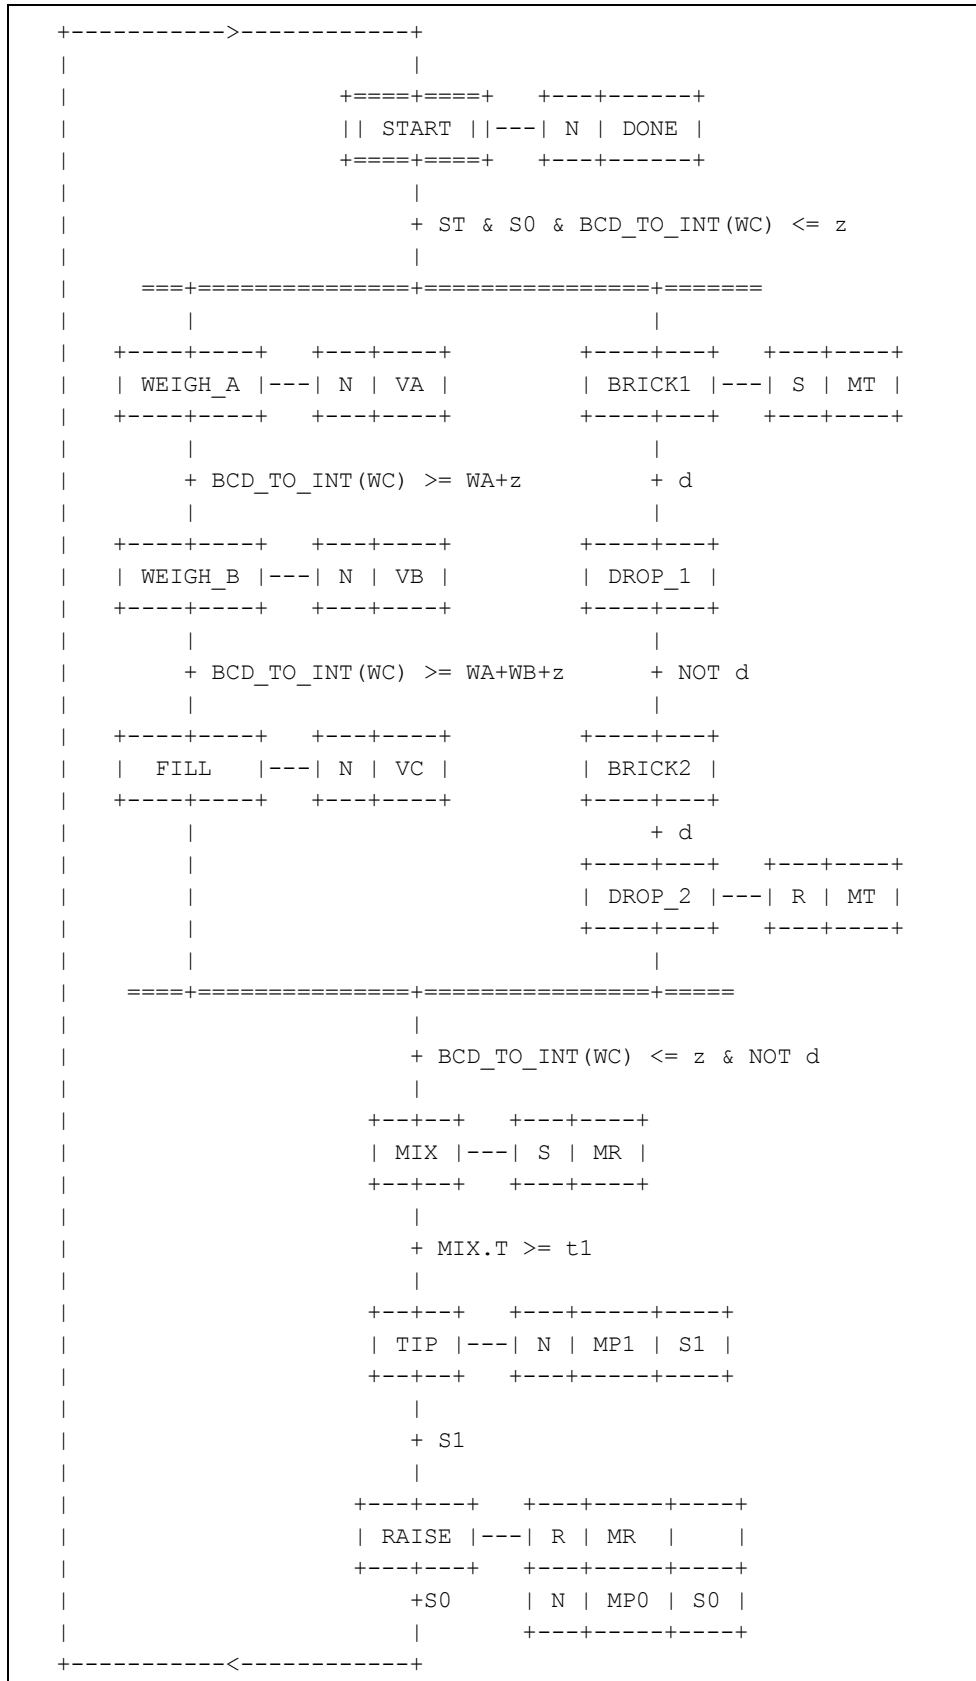 +----------->------------+
|                        |
|                   +====+====+   +---+------+
|                   || START ||---| N | DONE |
|                   +====+====+   +---+------+
|                        |
|                        + ST & S0 & BCD_TO_INT(WC) <= z
|                        |
|     ===+===============+================+=======
|        |                                |
|   +----+----+   +---+----+         +----+---+   +---+----+
|   | WEIGH_A |---| N | VA |         | BRICK1 |---| S | MT |
|   +----+----+   +---+----+         +----+---+   +---+----+
|        |                                |
|        + BCD_TO_INT(WC) >= WA+z         + d
|        |                                |
|   +----+----+   +---+----+         +----+---+
|   | WEIGH_B |---| N | VB |         | DROP_1 |
|   +----+----+   +---+----+         +----+---+
|        |                                |
|        + BCD_TO_INT(WC) >= WA+WB+z      + NOT d
|        |                                |
|   +----+----+   +---+----+         +----+---+
|   |  FILL   |---| N | VC |         | BRICK2 |
|   +----+----+   +---+----+         +----+---+
|        |                                + d
|        |                           +----+---+   +---+----+
|        |                           | DROP_2 |---| R | MT |
|        |                           +----+---+   +---+----+
|        |                                |
|    ====+===============+================+=====
|                        |
|                        + BCD_TO_INT(WC) <= z & NOT d
|                        |
|                     +--+--+   +---+----+
|                     | MIX |---| S | MR |
|                     +--+--+   +---+----+
|                        |
|                        + MIX.T >= t1
|                        |
|                     +--+--+   +---+-----+----+
|                     | TIP |---| N | MP1 | S1 |
|                     +--+--+   +---+-----+----+
|                        |
|                        + S1
|                        |
|                    +---+---+   +---+-----+----+
|                    | RAISE |---| R | MR  |    |
|                    +---+---+   +---+-----+----+
|                        +S0     | N | MP0 | S0 |
|                        |       +---+-----+----+
+-----------<------------+